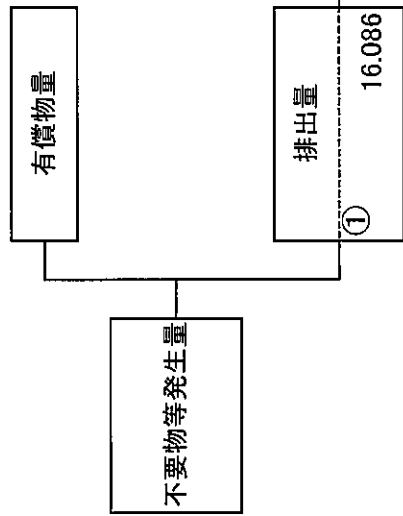 不要物等発生量
有償物量
排出量
①
16.086